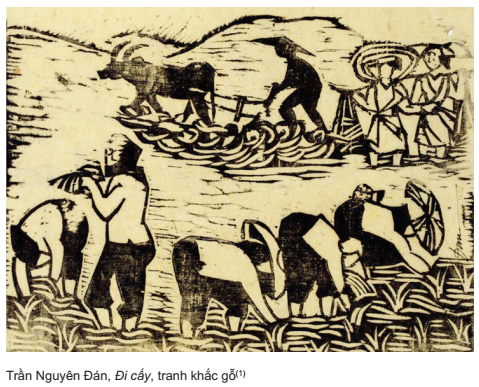 Trần Nguyên Đán, Đi cấy, tranh khắc gỗ(1)